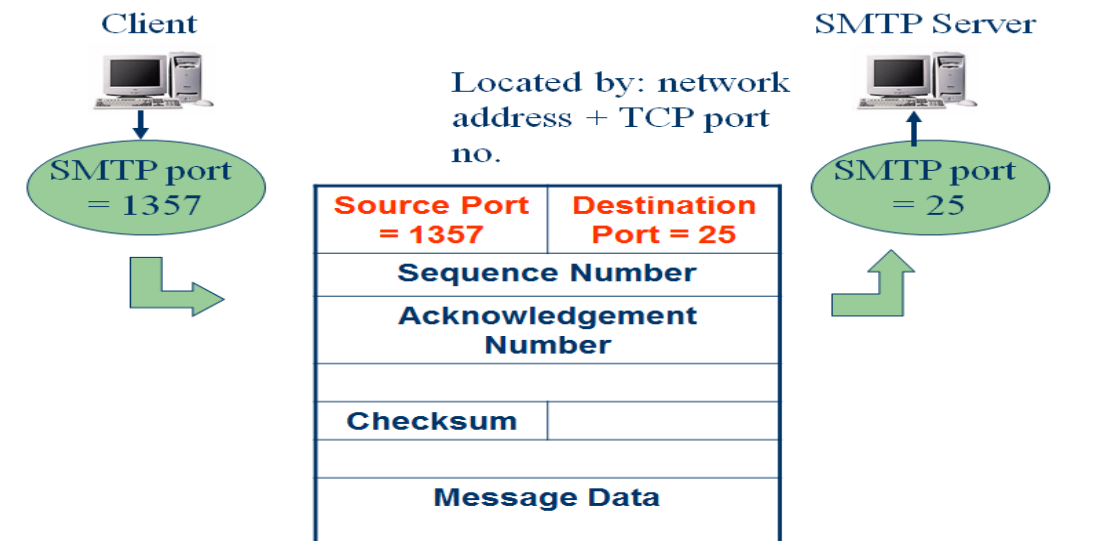 Client
SMTP Server
Located by: network
address + TCP port
no.
SMTP port
= 1357
SMTP port
= 25
Source Port
= 1357
Destination
Port = 25
Sequence Number
Acknowledgement
Number
Checksum
Message Data